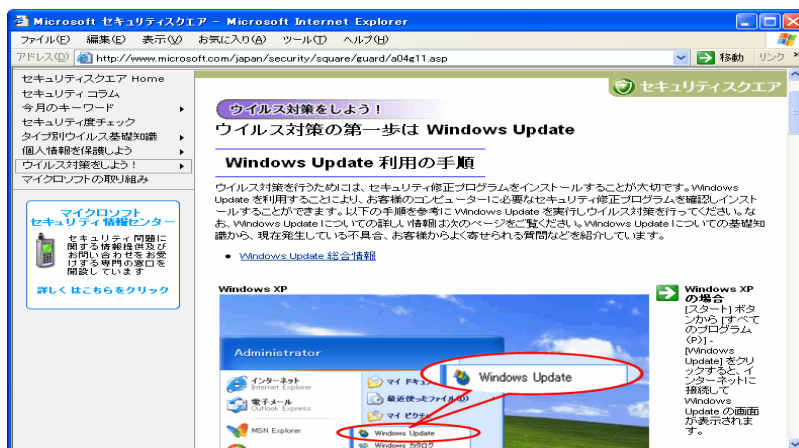 Microsoft セキュリティスクエア - Microsoft Internet Explorer
ファイル(F) 編集(E) 表示(V) お気に入り(A) ツール(T) ヘルプ(H)
アドレス(D) http://www.microsoft.com/japan/security/square/guard/a04g11.asp 移動 リンク »
セキュリティスクエア Home
セキュリティ コラム
今月のキーワード
セキュリティ度チェック
タイプ別ウイルス基礎知識
個人情報を保護しよう
ウイルス対策をしよう!
マイクロソフトの取り組み
マイクロソフト
セキュリティ情報センター
セキュリティ問題に
関する情報提供及び
お問い合わせをお受
けする専門の窓口を
開設しています
詳しくはこちらをクリック
セキュリティスクエア
ウイルス対策をしよう!
ウイルス対策の第一歩は Windows Update
Windows Update 利用の手順
ウイルス対策を行うためには、セキュリティ修正プログラムをインストールすることが大切です。Windows
Update を利用することにより、お客様のコンピューターに必要なセキュリティ修正プログラムを確認しインスト
ールすることができます。以下の手順を参考に Windows Update を実行しウイルス対策を行ってください。な
お、Windows Update についての詳しい情報は次のページをご覧ください。Windows Update についての基礎知
識から、現在発生している不具合、お客様からよく寄せられる質問などを紹介しています。
• Windows Update 総合情報
Windows XP
Administrator
インターネット
Internet Explorer
電子メール
Outlook Express
MSN Explorer
マイ ドキュ
最近使ったファイル(D)
マイ ピクチ
Windows Update
Windows カタログ
Windows Update
Windows XP
の場合
[スタート] ボタ
ンから [すべて
のプログラム
(P)] -
[Windows
Update] をクリ
ックすると、イ
ンターネットに
接続して
Windows
Update の画面
が表示されま
す。